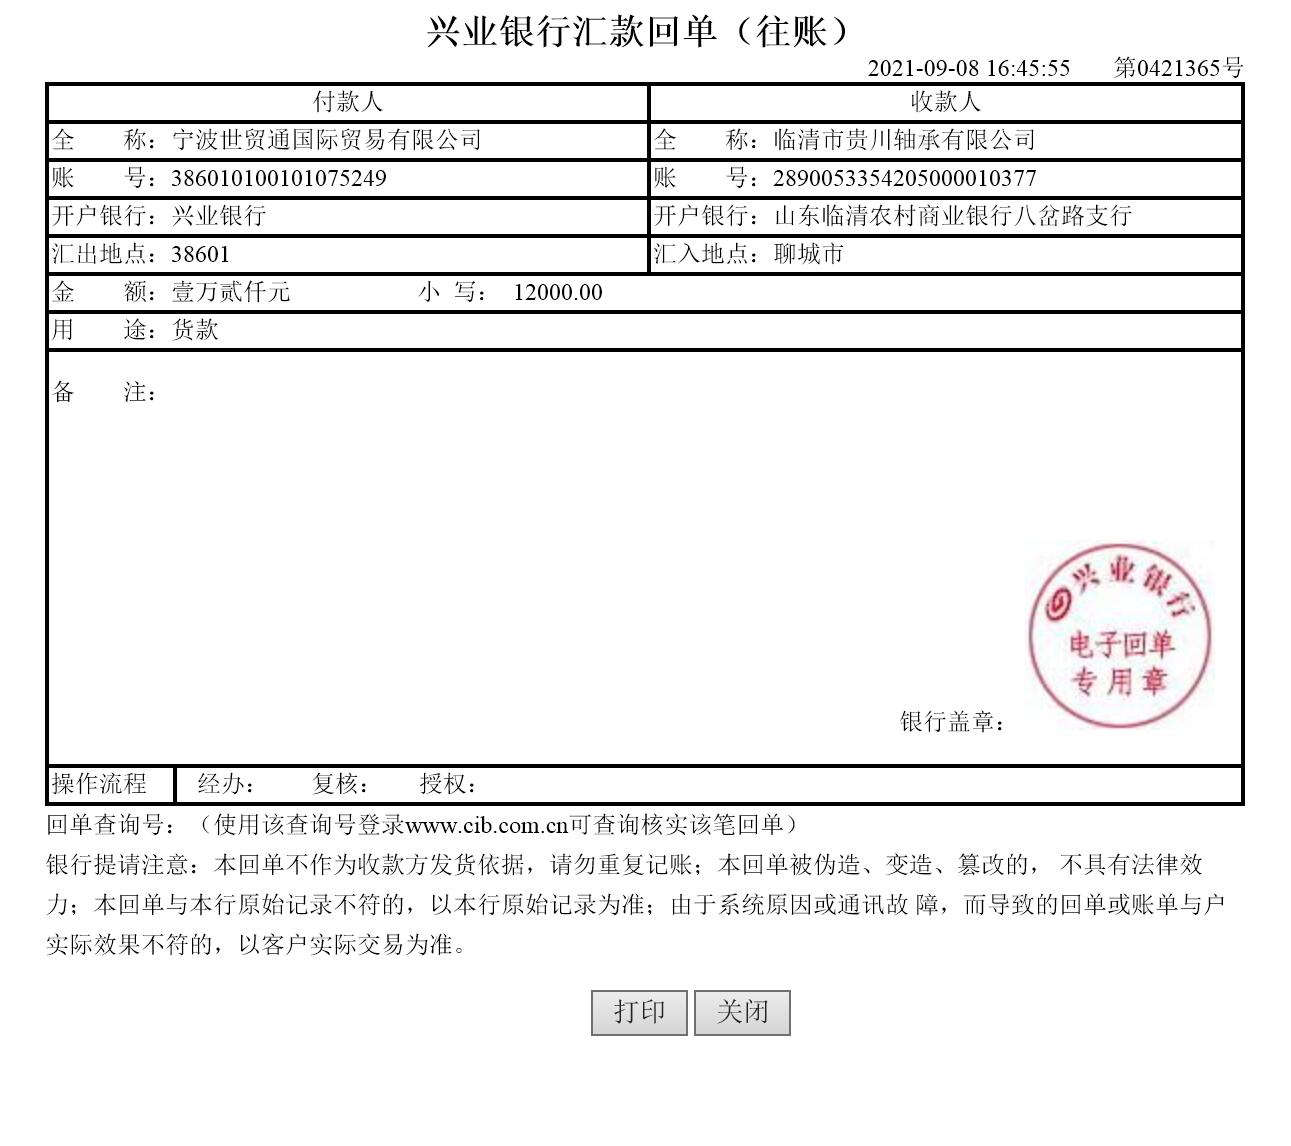 兴业银行汇款回单（往账）
2021-09-08 16:45:55 第0421365号
付款人 收款人
全 称：宁波世贸通国际贸易有限公司 全 称：临清市贵川轴承有限公司
账 号：386010100101075249 账 号：2890053354205000010377
开户银行：兴业银行 开户银行：山东临清农村商业银行八岔路支行
汇出地点：38601 汇入地点：聊城市
金 额：壹万贰仟元 小 写： 12000.00
用 途：货款
备 注：
兴业银行
电子回单
专用章
银行盖章：
操作流程 经办： 复核： 授权：
回单查询号：（使用该查询号登录www.cib.com.cn可查询核实该笔回单）
银行提请注意：本回单不作为收款方发货依据，请勿重复记账；本回单被伪造、变造、篡改的， 不具有法律效
力；本回单与本行原始记录不符的，以本行原始记录为准；由于系统原因或通讯故 障，而导致的回单或账单与户
实际效果不符的，以客户实际交易为准。
打印 关闭